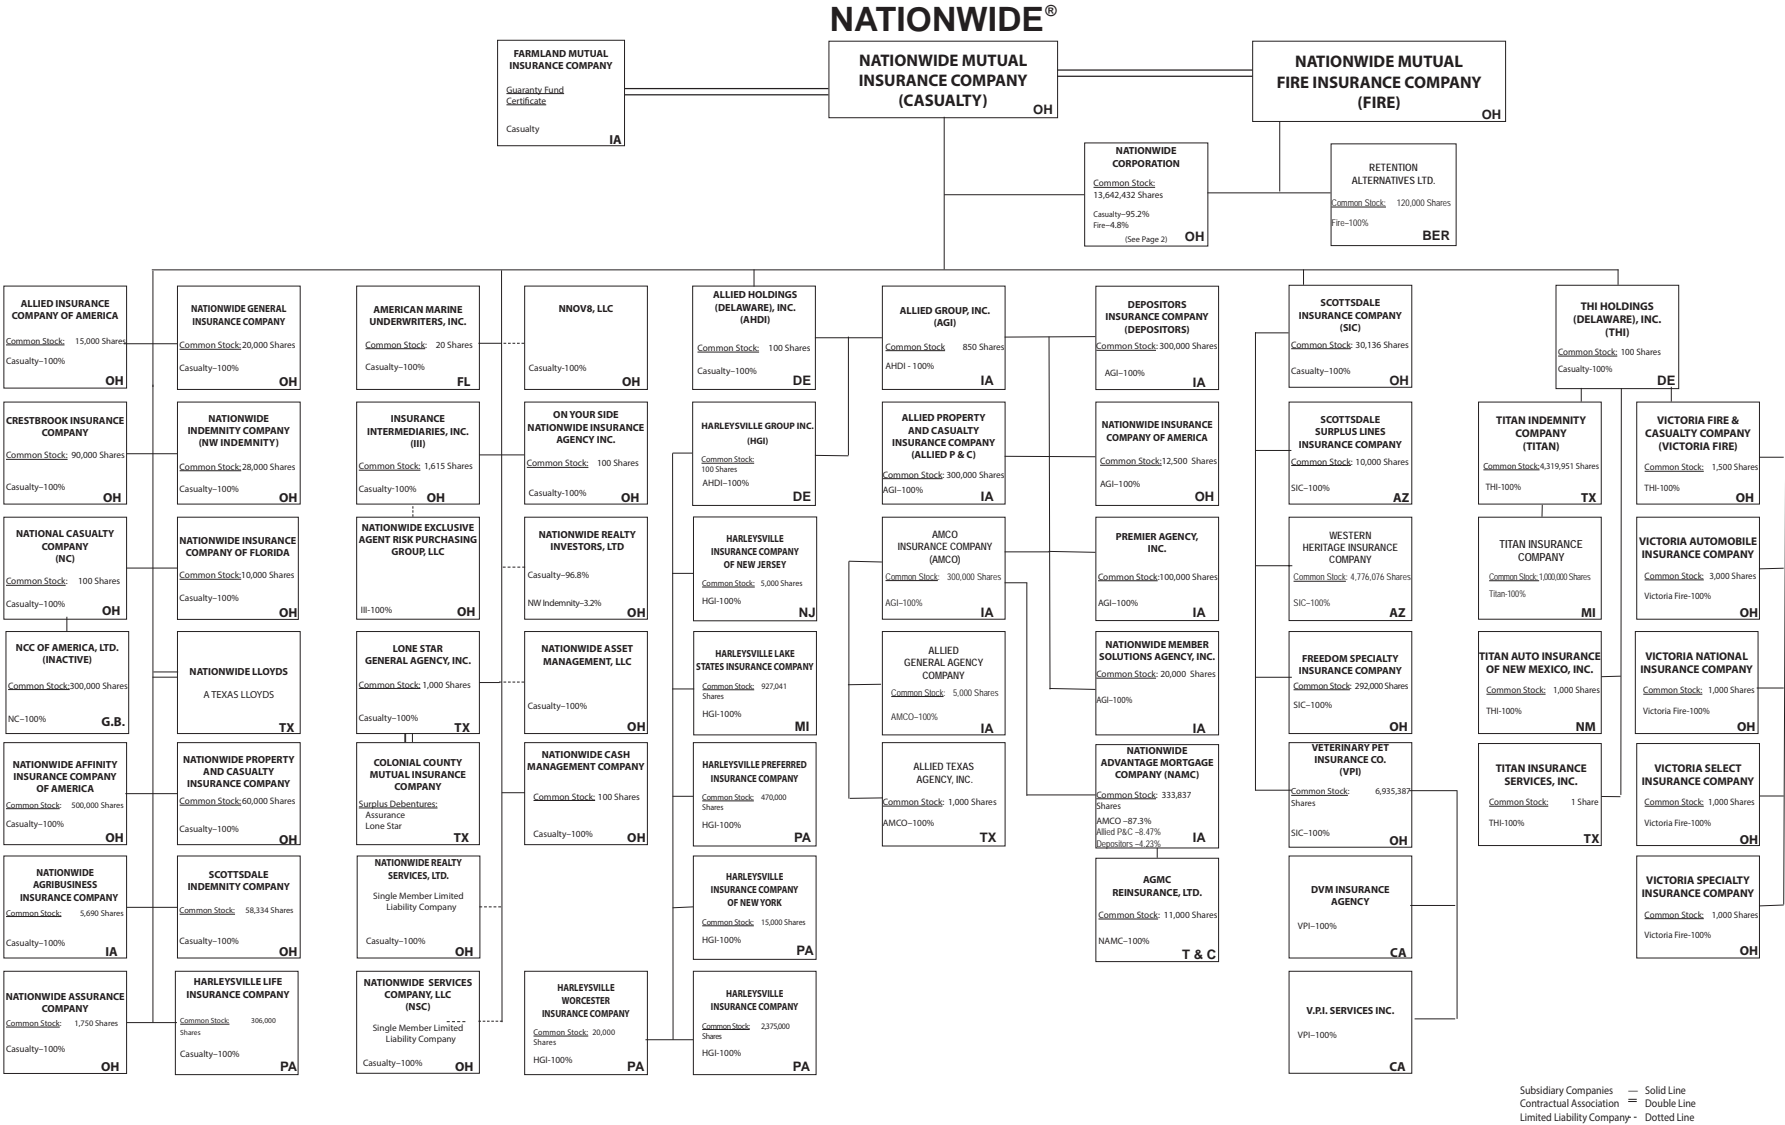 NATIONWIDE®
FARMLAND MUTUAL
INSURANCE COMPANY
Guaranty Fund
Certificate
Casualty
IA
NATIONWIDE MUTUAL
INSURANCE COMPANY
(CASUALTY)
OH
NATIONWIDE MUTUAL
FIRE INSURANCE COMPANY
(FIRE)
OH
NATIONWIDE
CORPORATION
Common Stock:
13,642,432 Shares
Casualty–95.2%
Fire–4.8%
(See Page 2)
OH
RETENTION
ALTERNATIVES LTD.
Common Stock: 120,000 Shares
Fire–100%
BER
ALLIED INSURANCE
COMPANY OF AMERICA
Common Stock: 15,000 Shares
Casualty–100%
OH
NATIONWIDE GENERAL
INSURANCE COMPANY
Common Stock: 20,000 Shares
Casualty–100%
OH
AMERICAN MARINE
UNDERWRITERS, INC.
Common Stock: 20 Shares
Casualty–100%
FL
NNOV8, LLC
Casualty-100%
OH
ALLIED HOLDINGS
(DELAWARE), INC.
(AHDI)
Common Stock: 100 Shares
Casualty–100%
DE
ALLIED GROUP, INC.
(AGI)
Common Stock 850 Shares
AHDI - 100%
IA
DEPOSITORS
INSURANCE COMPANY
(DEPOSITORS)
Common Stock: 300,000 Shares
AGI–100%
IA
SCOTTSDALE
INSURANCE COMPANY
(SIC)
Common Stock: 30,136 Shares
Casualty–100%
OH
THI HOLDINGS
(DELAWARE), INC.
(THI)
Common Stock: 100 Shares
Casualty-100%
DE
CRESTBROOK INSURANCE
COMPANY
Common Stock: 90,000 Shares
Casualty–100%
OH
NATIONWIDE
INDEMNITY COMPANY
(NW INDEMNITY)
Common Stock: 28,000 Shares
Casualty–100%
OH
INSURANCE
INTERMEDIARIES, INC.
(III)
Common Stock: 1,615 Shares
Casualty-100%
OH
ON YOUR SIDE
NATIONWIDE INSURANCE
AGENCY INC.
Common Stock: 100 Shares
Casualty-100%
OH
HARLEYSVILLE GROUP INC.
(HGI)
Common Stock:
100 Shares
AHDI–100%
DE
ALLIED PROPERTY
AND CASUALTY
INSURANCE COMPANY
(ALLIED P & C)
Common Stock: 300,000 Shares
AGI–100%
IA
NATIONWIDE INSURANCE
COMPANY OF AMERICA
Common Stock: 12,500 Shares
AGI–100%
OH
SCOTTSDALE
SURPLUS LINES
INSURANCE COMPANY
Common Stock: 10,000 Shares
SIC–100%
AZ
TITAN INDEMNITY
COMPANY
(TITAN)
Common Stock: 4,319,951 Shares
THI-100%
TX
VICTORIA FIRE &
CASUALTY COMPANY
(VICTORIA FIRE)
Common Stock: 1,500 Shares
THI-100%
OH
NATIONAL CASUALTY
COMPANY
(NC)
Common Stock: 100 Shares
Casualty–100%
OH
NATIONWIDE INSURANCE
COMPANY OF FLORIDA
Common Stock: 10,000 Shares
Casualty–100%
OH
NATIONWIDE EXCLUSIVE
AGENT RISK PURCHASING
GROUP, LLC
III-100%
OH
NATIONWIDE REALTY
INVESTORS, LTD
Casualty–96.8%
NW Indemnity–3.2%
OH
HARLEYSVILLE
INSURANCE COMPANY
OF NEW JERSEY
Common Stock: 5,000 Shares
HGI-100%
NJ
AMCO
INSURANCE COMPANY
(AMCO)
Common Stock: 300,000 Shares
AGI–100%
IA
PREMIER AGENCY,
INC.
Common Stock: 100,000 Shares
AGI–100%
IA
WESTERN
HERITAGE INSURANCE
COMPANY
Common Stock: 4,776,076 Shares
SIC–100%
AZ
TITAN INSURANCE
COMPANY
Common Stock: 1,000,000 Shares
Titan-100%
MI
VICTORIA AUTOMOBILE
INSURANCE COMPANY
Common Stock: 3,000 Shares
Victoria Fire-100%
OH
NCC OF AMERICA, LTD.
(INACTIVE)
Common Stock: 300,000 Shares
NC–100%
G.B.
NATIONWIDE LLOYDS
A TEXAS LLOYDS
TX
LONE STAR
GENERAL AGENCY, INC.
Common Stock: 1,000 Shares
Casualty–100%
TX
NATIONWIDE ASSET
MANAGEMENT, LLC
Casualty–100%
OH
HARLEYSVILLE LAKE
STATES INSURANCE COMPANY
Common Stock: 927,041
Shares
HGI-100%
MI
ALLIED
GENERAL AGENCY
COMPANY
Common Stock: 5,000 Shares
AMCO–100%
IA
NATIONWIDE MEMBER
SOLUTIONS AGENCY, INC.
Common Stock: 20,000 Shares
AGI–100%
IA
FREEDOM SPECIALTY
INSURANCE COMPANY
Common Stock: 292,000 Shares
SIC–100%
OH
TITAN AUTO INSURANCE
OF NEW MEXICO, INC.
Common Stock: 1,000 Shares
THI-100%
NM
VICTORIA NATIONAL
INSURANCE COMPANY
Common Stock: 1,000 Shares
Victoria Fire-100%
OH
NATIONWIDE AFFINITY
INSURANCE COMPANY
OF AMERICA
Common Stock: 500,000 Shares
Casualty–100%
OH
NATIONWIDE PROPERTY
AND CASUALTY
INSURANCE COMPANY
Common Stock: 60,000 Shares
Casualty–100%
OH
COLONIAL COUNTY
MUTUAL INSURANCE
COMPANY
Surplus Debentures:
Assurance
Lone Star
TX
NATIONWIDE CASH
MANAGEMENT COMPANY
Common Stock: 100 Shares
Casualty–100%
OH
HARLEYSVILLE PREFERRED
INSURANCE COMPANY
Common Stock: 470,000
Shares
HGI-100%
PA
ALLIED TEXAS
AGENCY, INC.
Common Stock: 1,000 Shares
AMCO–100%
TX
NATIONWIDE
ADVANTAGE MORTGAGE
COMPANY (NAMC)
Common Stock: 333,837
Shares
AMCO –87.3%
Allied P&C –8.47%
Depositors –4.23%
IA
VETERINARY PET
INSURANCE CO.
(VPI)
Common Stock: 6,935,387
Shares
SIC–100%
OH
TITAN INSURANCE
SERVICES, INC.
Common Stock: 1 Share
THI-100%
TX
VICTORIA SELECT
INSURANCE COMPANY
Common Stock: 1,000 Shares
Victoria Fire-100%
OH
NATIONWIDE
AGRIBUSINESS
INSURANCE COMPANY
Common Stock: 5,690 Shares
Casualty–100%
IA
SCOTTSDALE
INDEMNITY COMPANY
Common Stock: 58,334 Shares
Casualty–100%
OH
NATIONWIDE REALTY
SERVICES, LTD.
Single Member Limited
Liability Company
Casualty–100%
OH
HARLEYSVILLE
INSURANCE COMPANY
OF NEW YORK
Common Stock: 15,000 Shares
HGI-100%
PA
AGMC
REINSURANCE, LTD.
Common Stock: 11,000 Shares
NAMC–100%
T & C
DVM INSURANCE
AGENCY
VPI–100%
CA
VICTORIA SPECIALTY
INSURANCE COMPANY
Common Stock: 1,000 Shares
Victoria Fire-100%
OH
NATIONWIDE ASSURANCE
COMPANY
Common Stock: 1,750 Shares
Casualty–100%
OH
HARLEYSVILLE LIFE
INSURANCE COMPANY
Common Stock: 306,000
Shares
Casualty–100%
PA
NATIONWIDE SERVICES
COMPANY, LLC
(NSC)
Single Member Limited
Liability Company
Casualty–100%
OH
HARLEYSVILLE
WORCESTER
INSURANCE COMPANY
Common Stock: 20,000
Shares
HGI-100%
PA
HARLEYSVILLE
INSURANCE COMPANY
Common Stock: 2,375,000
Shares
HGI-100%
PA
V.P.I. SERVICES INC.
VPI–100%
CA
Subsidiary Companies — Solid Line
Contractual Association = Double Line
Limited Liability Company - - Dotted Line